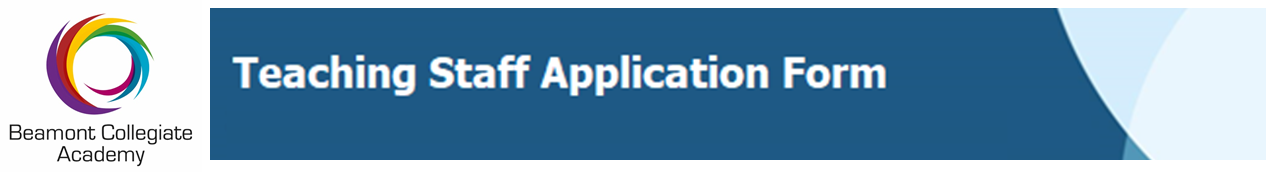 Teaching Staff Application Form
Beamont Collegiate
Academy